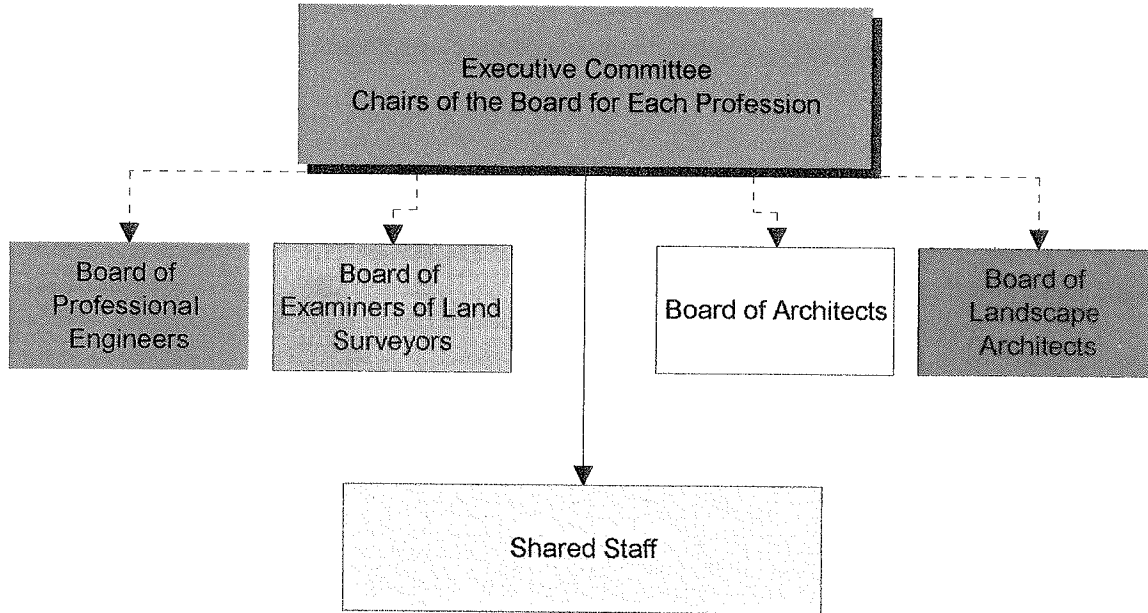 Executive Committee
Chairs of the Board for Each Profession
Board of
Professional
Engineers
Board of
Examiners of Land
Surveyors
Board of Architects
Board of
Landscape
Architects
Shared Staff